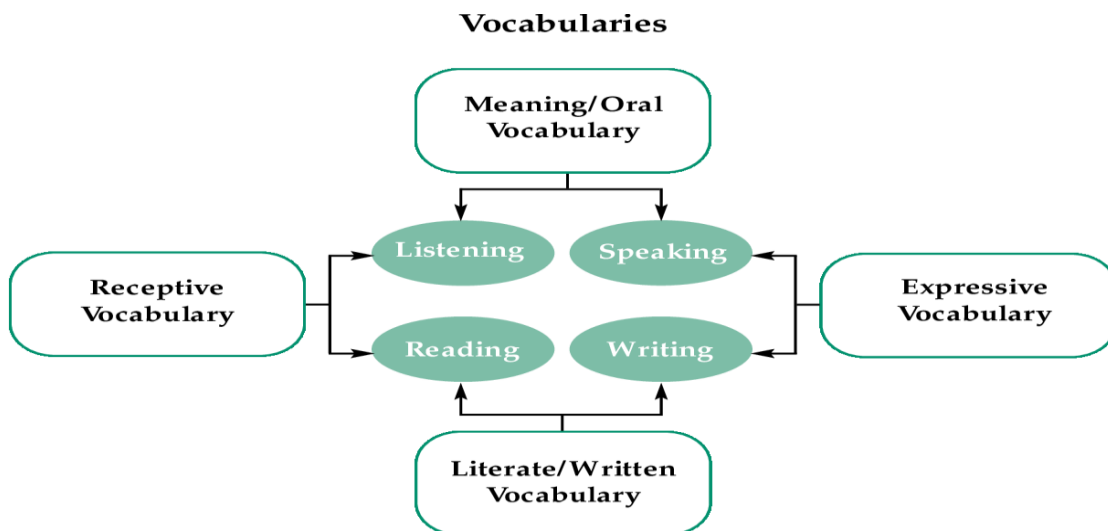 Vocabularies
Meaning/Oral
Vocabulary
Listening
Speaking
Receptive
Vocabulary
Expressive
Vocabulary
Reading
Writing
Literate/Written
Vocabulary